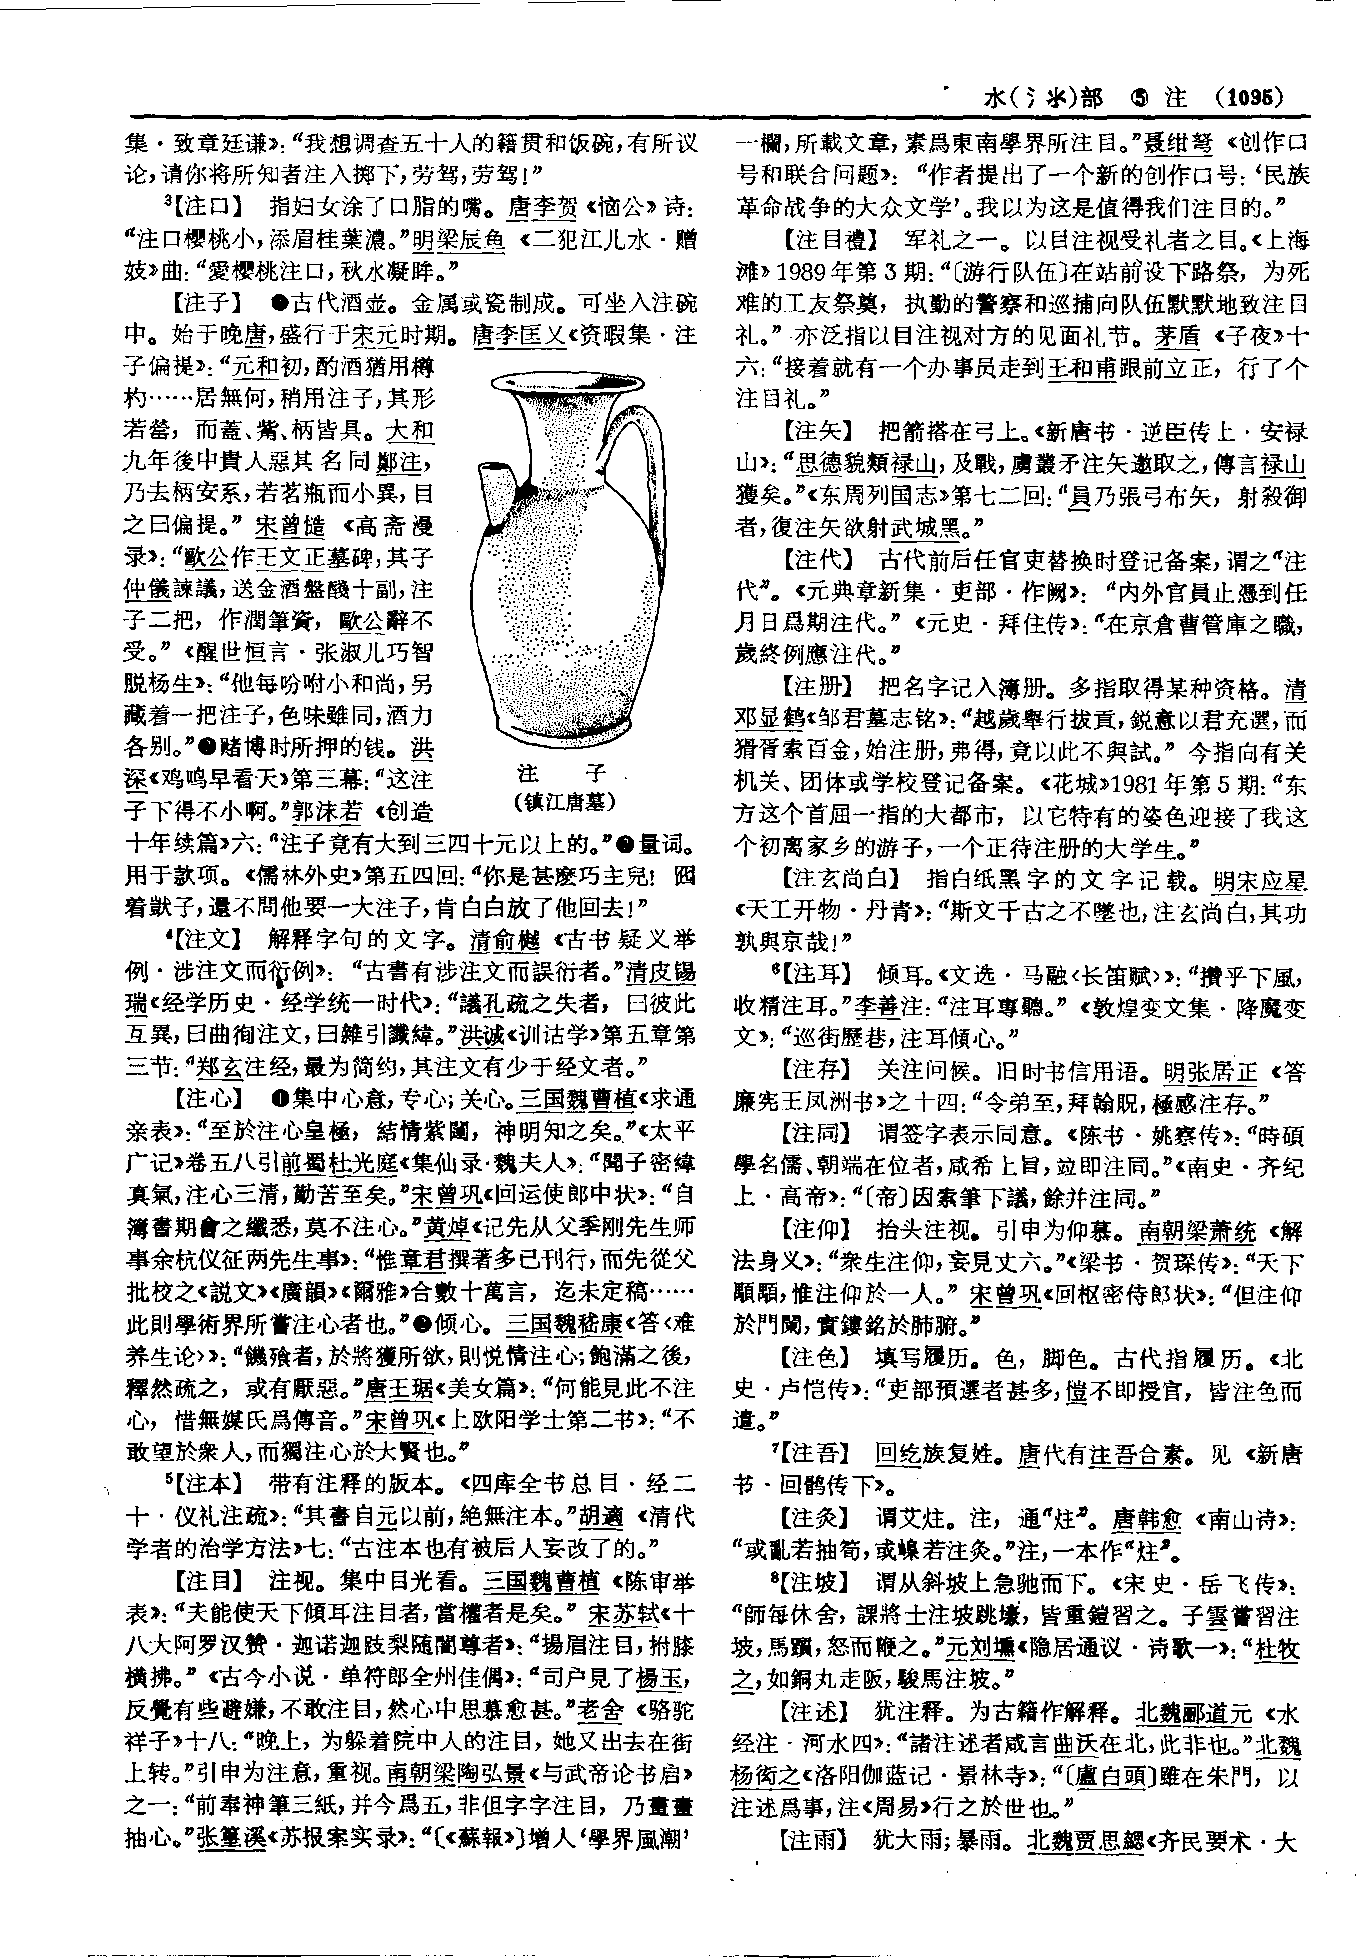 水(氵氺)部 ⑤ 注 (1095)
集·致章廷谦》：“我想调查五十人的籍贯和饭碗，有所议
论，请你将所知者注入掷下，劳驾，劳驾！”
³【注口】 指妇女涂了口脂的嘴。唐李贺《恼公》诗：
“注口櫻桃小，添眉桂葉濃。”明梁辰鱼《二犯江儿水·赠
妓》曲：“愛櫻桃注口，秋水凝眸。”
【注子】 ❶古代酒壶。金属或瓷制成。可坐入注碗
中。始于晚唐，盛行于宋元时期。唐李匡乂《资暇集·注
子偏提》：“元和初，酌酒猶用樽
杓……居無何，稍用注子，其形
若罃，而蓋、觜、柄皆具。大和
九年後中貴人惡其名同鄭注，
乃去柄安系，若茗瓶而小異，目
之曰偏提。”宋曾慥《高斋漫
录》：“歐公作王文正墓碑，其子
仲儀諫議，送金酒盤醆十副，注
子二把，作潤筆資，歐公辭不
受。”《醒世恒言·张淑儿巧智
脱杨生》：“他每吩咐小和尚，另
藏着一把注子，色味雖同，酒力
各别。”❷赌博时所押的钱。洪
深《鸡鸣早看天》第三幕：“这注
子下得不小啊。”郭沫若《创造
十年续篇》六：“注子竟有大到三四十元以上的。”❸量词。
用于款项。《儒林外史》第五四回：“你是甚麽巧主兒！囮
着獃子，還不問他要一大注子，肯白白放了他回去！”
注 子
（镇江唐墓）
⁴【注文】 解释字句的文字。清俞樾《古书疑义举
例·涉注文而衍例》：“古書有涉注文而誤衍者。”清皮锡
瑞《经学历史·经学统一时代》：“議孔疏之失者，曰彼此
互異，曰曲徇注文，曰雜引讖緯。”洪诚《训诂学》第五章第
三节：“郑玄注经，最为简约，其注文有少于经文者。”
【注心】 ❶集中心意，专心；关心。三国魏曹植《求通
亲表》：“至於注心皇極，結情紫闥，神明知之矣。”《太平
广记》卷五八引前蜀杜光庭《集仙录·魏夫人》：“聞子密緯
真氣，注心三清，勤苦至矣。”宋曾巩《回运使郎中状》：“自
簿書期會之纖悉，莫不注心。”黄焯《记先从父季刚先生师
事余杭仪征两先生事》：“惟章君撰著多已刊行，而先從父
批校之《説文》《廣韻》《爾雅》合數十萬言，迄未定稿……
此則學術界所嘗注心者也。”❷倾心。三国魏嵇康《答〈难
养生论〉》：“饑飱者，於將獲所欲，則悦情注心；飽滿之後，
釋然疏之，或有厭惡。”唐王琚《美女篇》：“何能見此不注
心，惜無媒氏爲傳音。”宋曾巩《上欧阳学士第二书》：“不
敢望於衆人，而獨注心於大賢也。”
⁵【注本】 带有注释的版本。《四库全书总目·经二
十·仪礼注疏》：“其書自元以前，絶無注本。”胡適《清代
学者的治学方法》七：“古注本也有被后人妄改了的。”
【注目】 注视。集中目光看。三国魏曹植《陈审举
表》：“夫能使天下傾耳注目者，當權者是矣。”宋苏轼《十
八大阿罗汉赞·迦诺迦跋梨随闍尊者》：“揚眉注目，拊膝
横拂。”《古今小说·单符郎全州佳偶》：“司户見了楊玉，
反覺有些避嫌，不敢注目，然心中思慕愈甚。”老舍《骆驼
祥子》十八：“晚上，为躲着院中人的注目，她又出去在街
上转。”引申为注意，重视。南朝梁陶弘景《与武帝论书启》
之一：“前奉神筆三紙，并今爲五，非但字字注目，乃畫畫
抽心。”张篁溪《苏报案实录》：“〔《蘇報》〕增入‘學界風潮’
一欄，所載文章，素爲東南學界所注目。”聂绀弩《创作口
号和联合问题》：“作者提出了一个新的创作口号：‘民族
革命战争的大众文学’。我以为这是值得我们注目的。”
【注目禮】 军礼之一。以目注视受礼者之目。《上海
滩》1989年第3期：“〔游行队伍〕在站前设下路祭，为死
难的工友祭奠，执勤的警察和巡捕向队伍默默地致注目
礼。”亦泛指以目注视对方的见面礼节。茅盾《子夜》十
六：“接着就有一个办事员走到王和甫跟前立正，行了个
注目礼。”
【注矢】 把箭搭在弓上。《新唐书·逆臣传上·安禄
山》：“思德貌類禄山，及戰，虜叢矛注矢邀取之，傳言禄山
獲矣。”《东周列国志》第七二回：“員乃張弓布矢，射殺御
者，復注矢欲射武城黑。”
【注代】 古代前后任官吏替换时登记备案，谓之“注
代”。《元典章新集·吏部·作阙》：“内外官員止憑到任
月日爲期注代。”《元史·拜住传》：“在京倉曹管庫之職，
歲終例應注代。”
【注册】 把名字记入簿册。多指取得某种资格。清
邓显鹤《邹君墓志铭》：“越歲舉行拔貢，鋭意以君充選，而
猾胥索百金，始注册，弗得，竟以此不與試。”今指向有关
机关、团体或学校登记备案。《花城》1981年第5期：“东
方这个首屈一指的大都市，以它特有的姿色迎接了我这
个初离家乡的游子，一个正待注册的大学生。”
【注玄尚白】 指白纸黑字的文字记载。明宋应星
《天工开物·丹青》：“斯文千古之不墜也，注玄尚白，其功
孰與京哉！”
⁶【注耳】 倾耳。《文选·马融〈长笛赋〉》：“攢乎下風，
收精注耳。”李善注：“注耳專聽。”《敦煌变文集·降魔变
文》：“巡街歷巷，注耳傾心。”
【注存】 关注问候。旧时书信用语。明张居正《答
廉宪王凤洲书》之十四：“令弟至，拜翰貺，極感注存。”
【注同】 谓签字表示同意。《陈书·姚察传》：“時碩
學名儒、朝端在位者，咸希上旨，竝即注同。”《南史·齐纪
上·高帝》：“〔帝〕因索筆下議，餘并注同。”
【注仰】 抬头注视。引申为仰慕。南朝梁萧统《解
法身义》：“衆生注仰，妄見丈六。”《梁书·贺琛传》：“天下
顒顒，惟注仰於一人。”宋曾巩《回枢密侍郎状》：“但注仰
於門闌，實鏤銘於肺腑。”
【注色】 填写履历。色，脚色。古代指履历。《北
史·卢恺传》：“吏部預選者甚多，愷不即授官，皆注色而
遣。”
⁷【注吾】 回纥族复姓。唐代有注吾合素。见《新唐
书·回鹘传下》。
【注灸】 谓艾炷。注，通“炷”。唐韩愈《南山诗》：
“或亂若抽筍，或嵲若注灸。”注，一本作“炷”。
⁸【注坡】 谓从斜坡上急驰而下。《宋史·岳飞传》：
“師每休舍，課將士注坡跳壕，皆重鎧習之。子雲嘗習注
坡，馬躓，怒而鞭之。”元刘壎《隐居通议·诗歌一》：“杜牧
之，如銅丸走阪，駿馬注坡。”
【注述】 犹注释。为古籍作解释。北魏郦道元《水
经注·河水四》：“諸注述者咸言曲沃在北，此非也。”北魏
杨衒之《洛阳伽蓝记·景林寺》：“〔盧白頭〕雖在朱門，以
注述爲事，注《周易》行之於世也。”
【注雨】 犹大雨；暴雨。北魏贾思勰《齐民要术·大